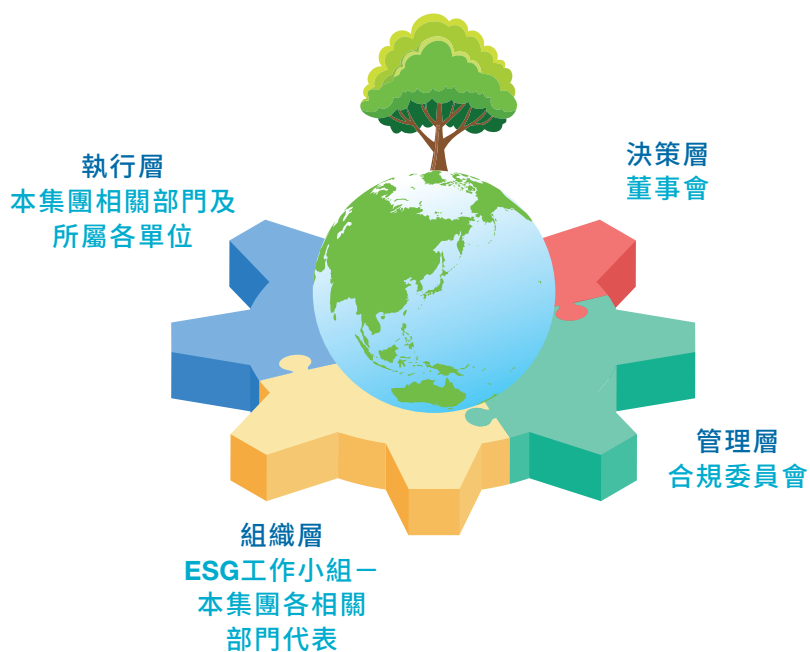 執行層
本集團相關部門及
所屬各單位
決策層
董事會
管理層
合規委員會
組織層
ESG工作小組－
本集團各相關
部門代表